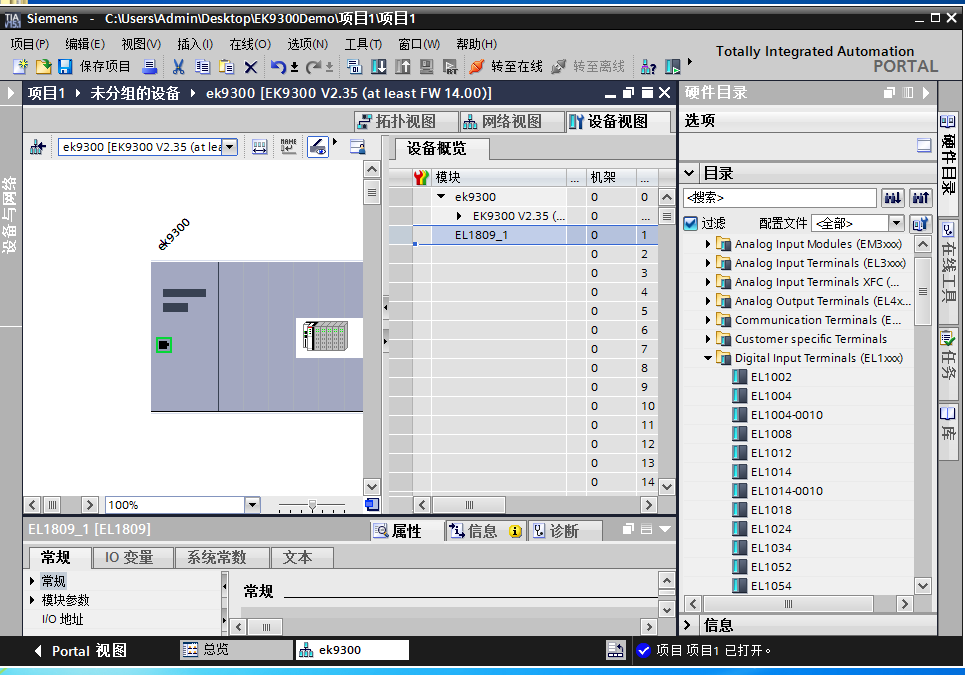 Siemens - C:\Users\Admin\Desktop\EK9300Demo\项目1\项目1
项目(P) 编辑(E) 视图(V) 插入(I) 在线(O) 选项(N) 工具(T) 窗口(W) 帮助(H)
Totally Integrated Automation
PORTAL
保存项目 转至在线 转至离线
项目1 未分组的设备 ek9300 [EK9300 V2.35 (at least FW 14.00)]
拓扑视图 网络视图 设备视图
设备与网络
ek9300 [EK9300 V2.35 (at lea
NAME
设备概览
模块 ... 机架 ...
ek9300 0 0
EK9300 V2.35 (... 0 ...
EL1809_1 0 1
0 2
0 3
0 4
0 5
0 6
0 7
0 8
0 9
0 10
0 11
0 12
0 13
0 14
ek9300
100%
硬件目录
选项
目录
<搜索>
过滤 配置文件 <全部>
Analog Input Modules (EM3xxx)
Analog Input Terminals (EL3xxx)
Analog Input Terminals XFC (...
Analog Output Terminals (EL4x...
Communication Terminals (E...
Customer specific Terminals
Digital Input Terminals (EL1xxx)
EL1002
EL1004
EL1004-0010
EL1008
EL1012
EL1014
EL1014-0010
EL1018
EL1024
EL1034
EL1052
EL1054
信息
硬件目录
在线工具
任务
库
EL1809_1 [EL1809]
属性 信息 诊断
常规 IO 变量 系统常数 文本
常规
模块参数
I/O 地址
常规
Portal 视图 总览 ek9300 项目 项目1 已打开。